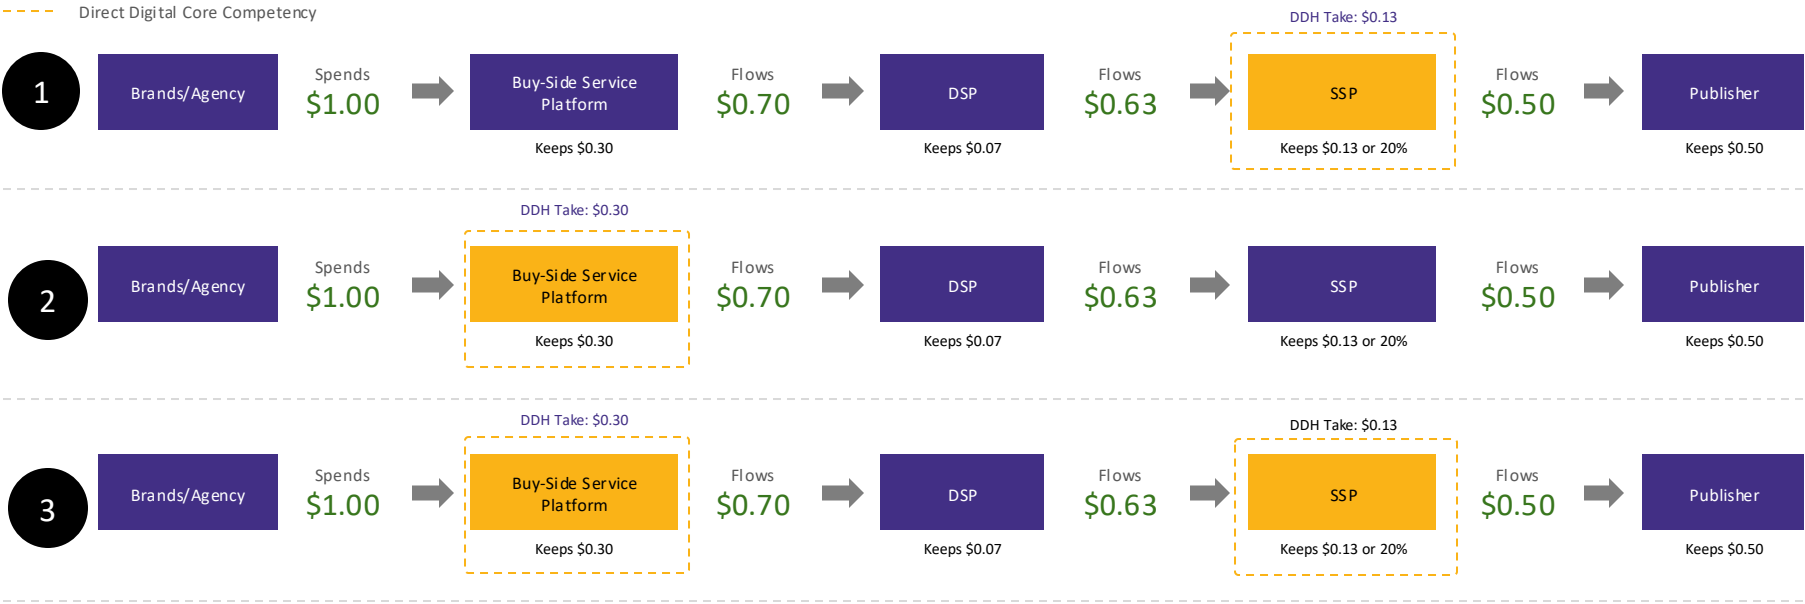 Direct Digital Core Competency
DDH Take: $0.13
1
Brands/Agency
Spends
$1.00
Buy-Side Service
Platform
Keeps $0.30
Flows
$0.70
DSP
Keeps $0.07
Flows
$0.63
SSP
Keeps $0.13 or 20%
Flows
$0.50
Publisher
Keeps $0.50
DDH Take: $0.30
2
Brands/Agency
Spends
$1.00
Buy-Side Service
Platform
Keeps $0.30
Flows
$0.70
DSP
Keeps $0.07
Flows
$0.63
SSP
Keeps $0.13 or 20%
Flows
$0.50
Publisher
Keeps $0.50
DDH Take: $0.30
DDH Take: $0.13
3
Brands/Agency
Spends
$1.00
Buy-Side Service
Platform
Keeps $0.30
Flows
$0.70
DSP
Keeps $0.07
Flows
$0.63
SSP
Keeps $0.13 or 20%
Flows
$0.50
Publisher
Keeps $0.50